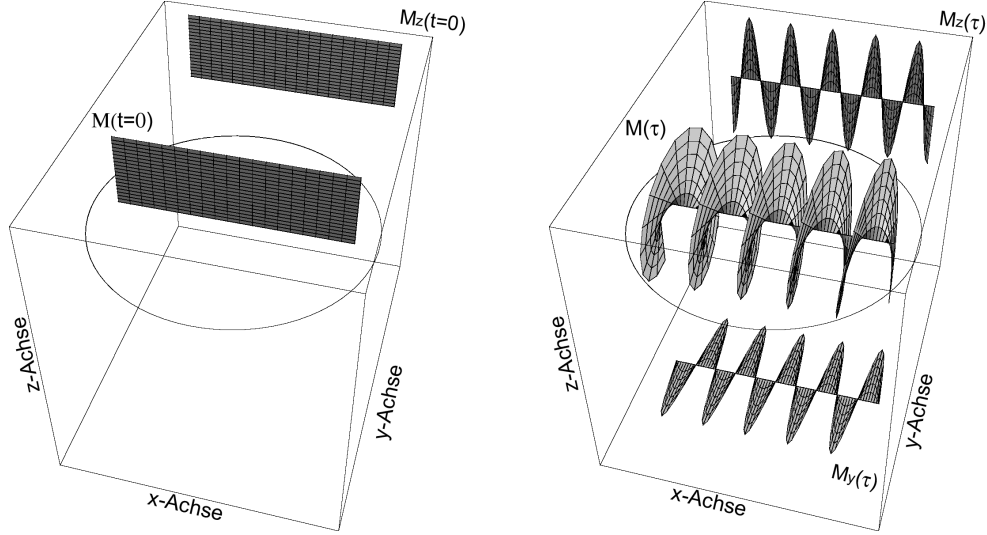 Mz(t=0)
M(t=0)
z-Achse
x-Achse
y-Achse
Mz(τ)
M(τ)
z-Achse
x-Achse
y-Achse
My(τ)